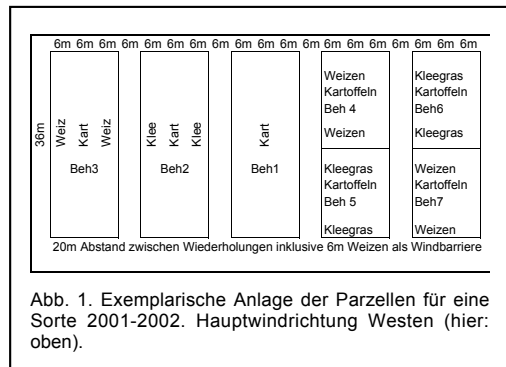 6m 6m 6m 6m 6m 6m 6m 6m 6m 6m 6m 6m 6m 6m 6m 6m 6m 6m 6m
36m
Weiz Kart Weiz
Beh3
Klee Kart Klee
Beh2
Kart
Beh1
Weizen
Kartoffeln
Beh 4
Weizen
Kleegras
Kartoffeln
Beh 5
Kleegras
Kleegras
Kartoffeln
Beh6
Kleegras
Weizen
Kartoffeln
Beh7
Weizen
20m Abstand zwischen Wiederholungen inklusive 6m Weizen als Windbarriere
Abb. 1. Exemplarische Anlage der Parzellen für eine
Sorte 2001-2002. Hauptwindrichtung Westen (hier:
oben).